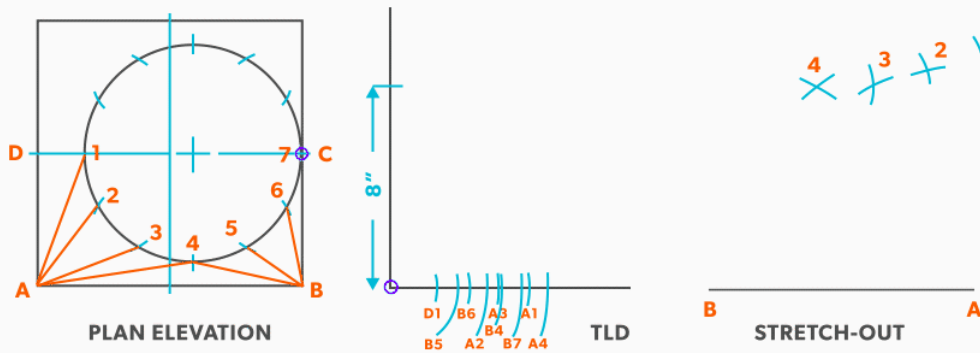 D
1
7
C
2
6
3
4
5
A
B
PLAN ELEVATION
8”
D1
B6
A3
A1
B4
B5
A2
B7
A4
TLD
4
3
2
B
A
STRETCH-OUT